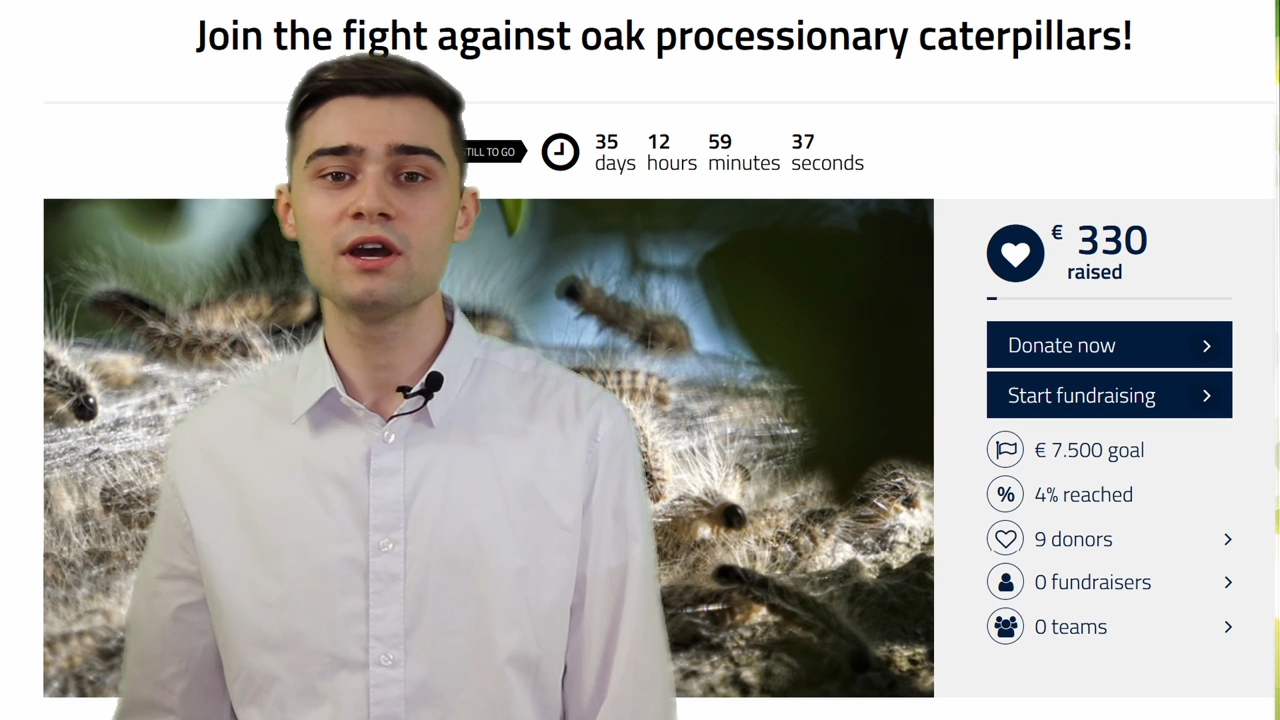 Join the fight against oak processionary caterpillars!
TO GO
35 12 59 37
days hours minutes seconds
€ 330
raised
Donate now
Start fundraising
€ 7.500 goal
% 4% reached
9 donors
0 fundraisers
0 teams